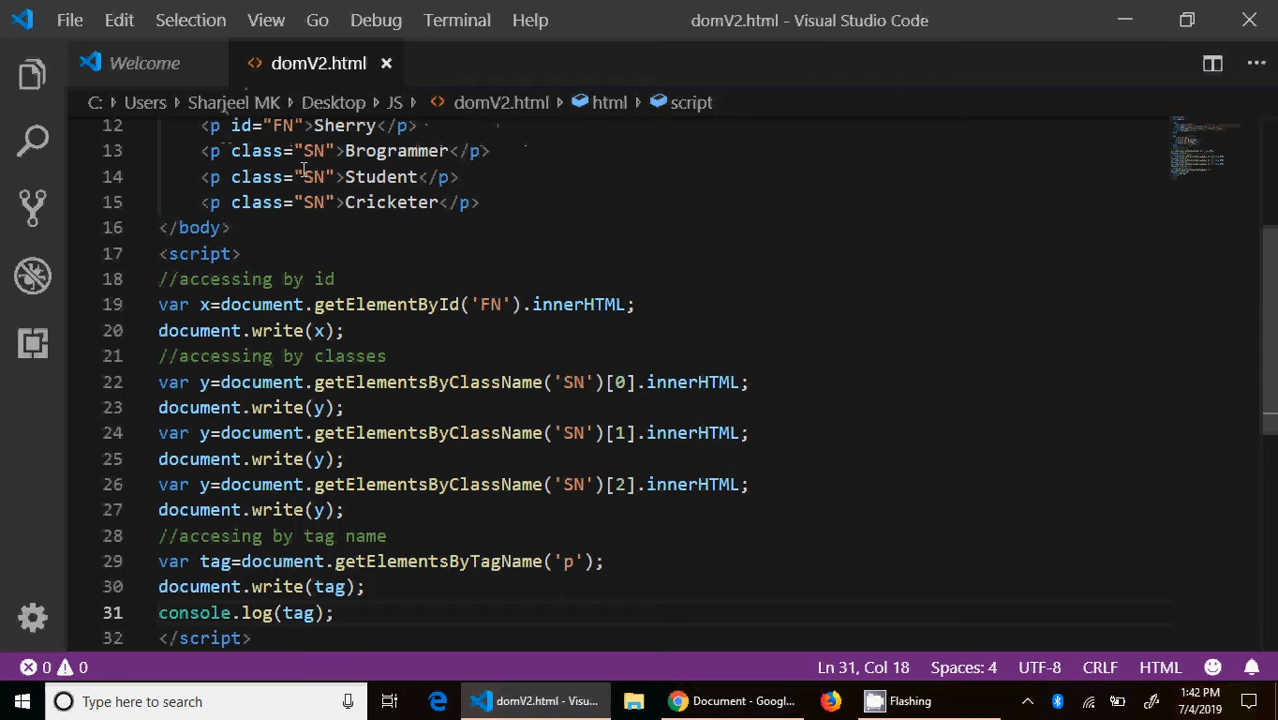 File Edit Selection View Go Debug Terminal Help domV2.html - Visual Studio Code
Welcome domV2.html
C: Users Sharjeel MK Desktop JS domV2.html html script
12 <p id="FN">Sherry</p>
13 <p class="SN">Brogrammer</p>
14 <p class="SN">Student</p>
15 <p class="SN">Cricketer</p>
16 </body>
17 <script>
18 //accessing by id
19 var x=document.getElementById('FN').innerHTML;
20 document.write(x);
21 //accessing by classes
22 var y=document.getElementsByClassName('SN')[0].innerHTML;
23 document.write(y);
24 var y=document.getElementsByClassName('SN')[1].innerHTML;
25 document.write(y);
26 var y=document.getElementsByClassName('SN')[2].innerHTML;
27 document.write(y);
28 //accesing by tag name
29 var tag=document.getElementsByTagName('p');
30 document.write(tag);
31 console.log(tag);
32 </script>
0 0 Ln 31, Col 18 Spaces: 4 UTF-8 CRLF HTML
Type here to search domV2.html - Visu... Document - Googl... Flashing 1:42 PM
7/4/2019